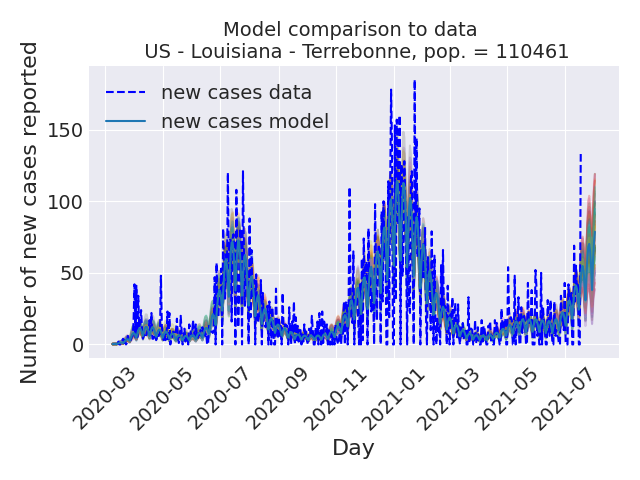 Model comparison to data
US - Louisiana - Terrebonne, pop. = 110461
new cases data
new cases model
Number of new cases reported
150
100
50
0
2020-03
2020-05
2020-07
2020-09
2020-11
2021-01
2021-03
2021-05
2021-07
Day